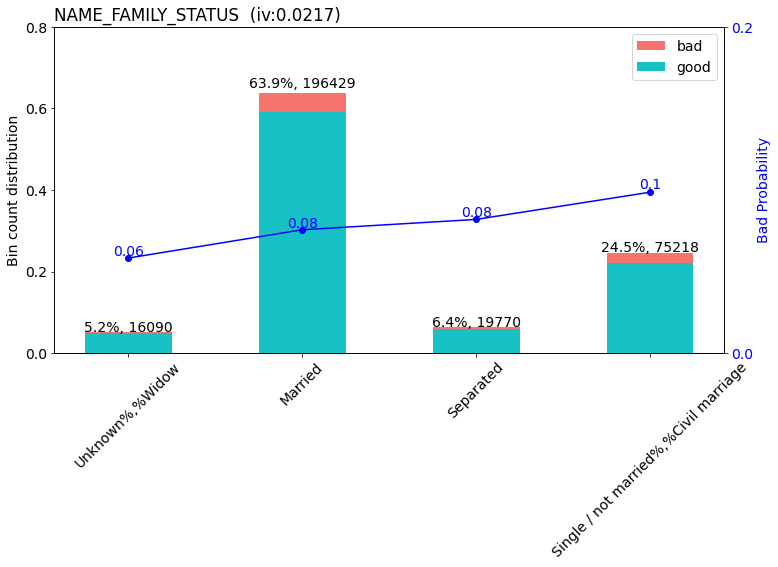 NAME_FAMILY_STATUS  (iv:0.0217)
0.8
0.6
0.4
0.2
0.0
Bin count distribution
bad
good
63.9%, 196429
24.5%, 75218
5.2%, 16090
6.4%, 19770
0.06
0.08
0.08
0.1
0.2
0.0
Bad Probability
Unknown%,%Widow
Married
Separated
Single / not married%,%Civil marriage